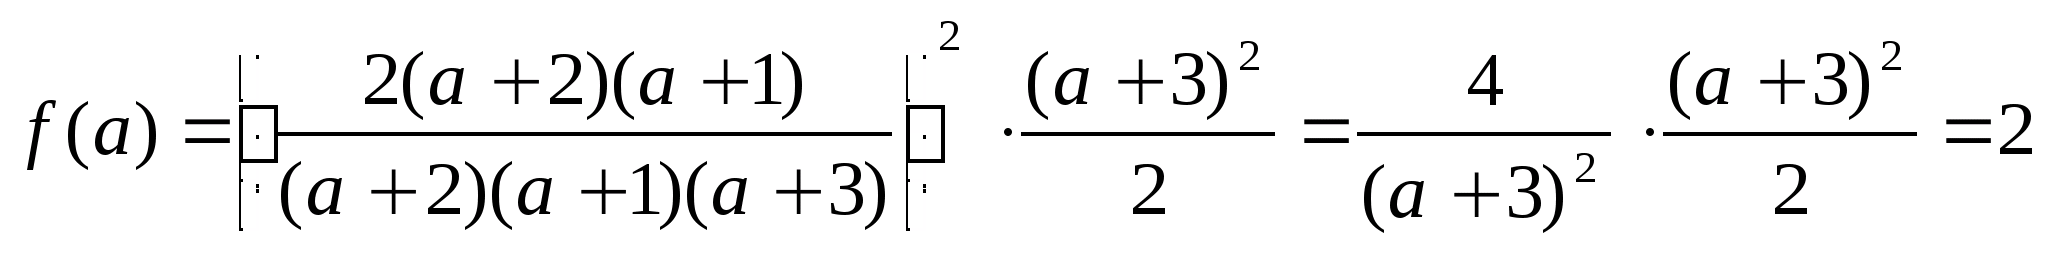 f(a) = (2(a+2)(a+1) / (a+2)(a+1)(a+3))² · (a+3)² / 2 = 4 / (a+3)² · (a+3)² / 2 = 2